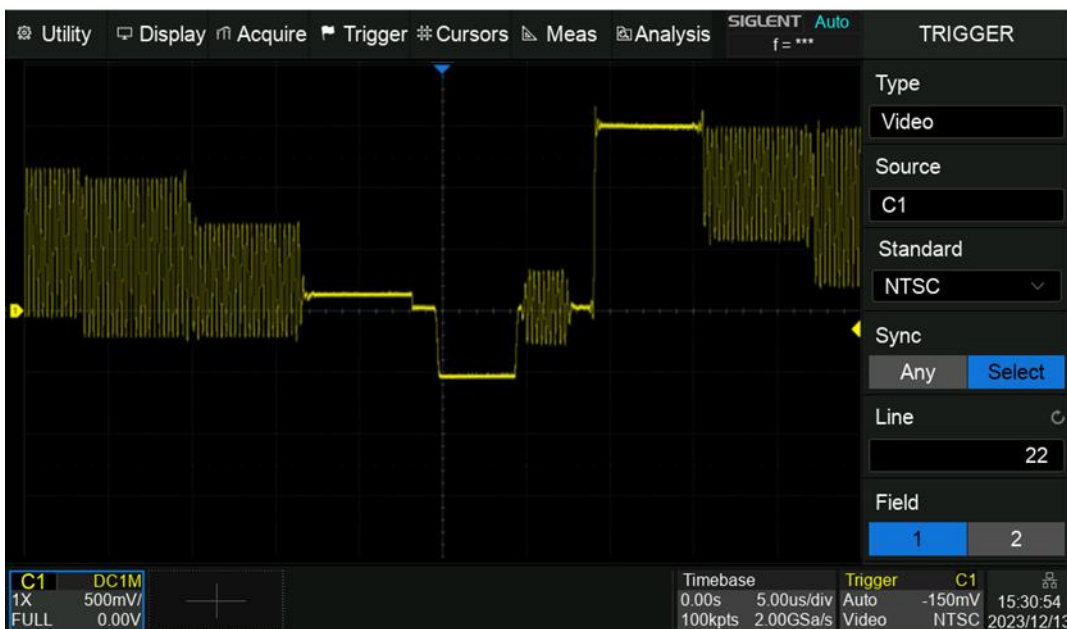 Utility Display Acquire Trigger Cursors Meas Analysis SIGLENT Auto
f = ***
TRIGGER
Type
Video
Source
C1
Standard
NTSC
Sync
Any Select
Line
22
Field
1 2
C1 DC1M
1X 500mV/
FULL 0.00V
Timebase
0.00s 5.00us/div
100kpts 2.00GSa/s
Trigger C1
Auto -150mV
Video NTSC
15:30:54
2023/12/13